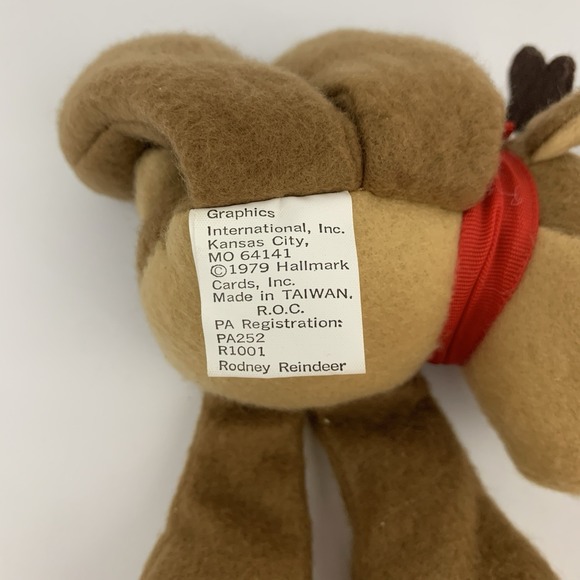 Graphics
International, Inc.
Kansas City,
MO 64141
©1979 Hallmark
Cards, Inc.
Made in TAIWAN.
R.O.C.
PA Registration:
PA252
R1001
Rodney Reindeer